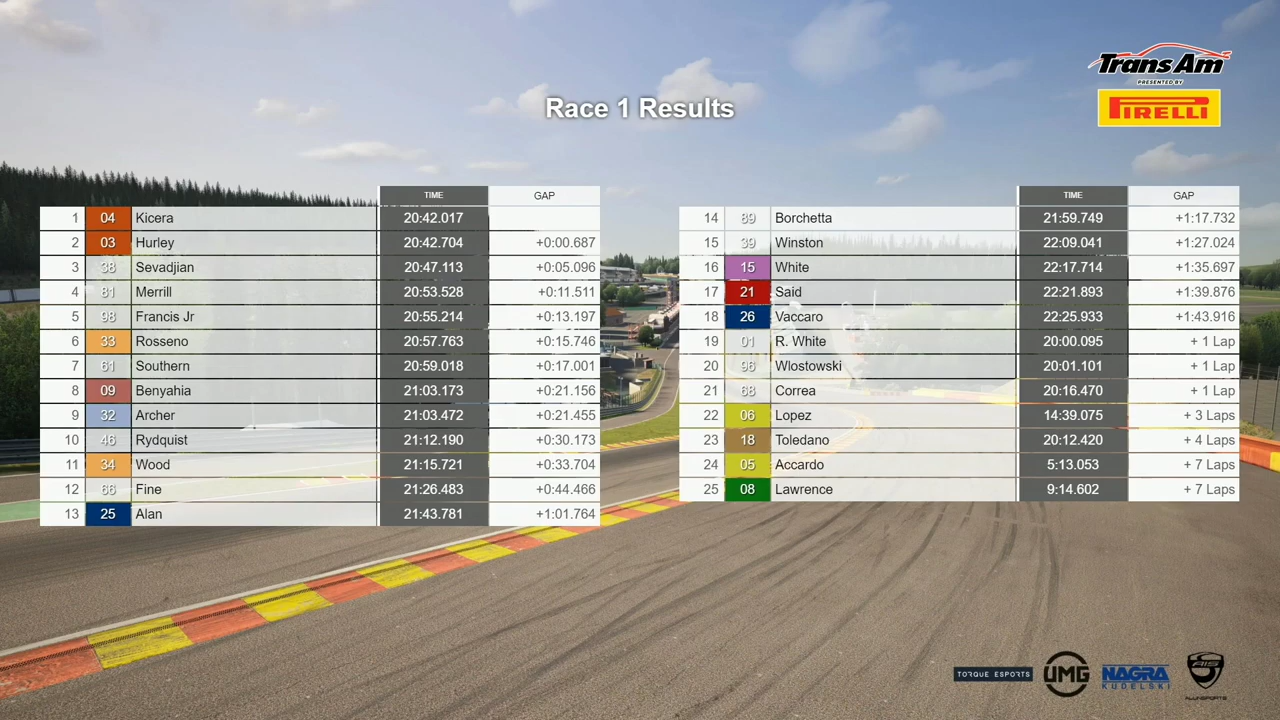 Trans Am
PRESENTED BY
PIRELLI
Race 1 Results
TIME GAP
1 04 Kicera 20:42.017
2 03 Hurley 20:42.704 +0:00.687
3 38 Sevadjian 20:47.113 +0:05.096
4 81 Merrill 20:53.528 +0:11.511
5 98 Francis Jr 20:55.214 +0:13.197
6 33 Rosseno 20:57.763 +0:15.746
7 61 Southern 20:59.018 +0:17.001
8 09 Benyahia 21:03.173 +0:21.156
9 32 Archer 21:03.472 +0:21.455
10 46 Rydquist 21:12.190 +0:30.173
11 34 Wood 21:15.721 +0:33.704
12 66 Fine 21:26.483 +0:44.466
13 25 Alan 21:43.781 +1:01.764
TIME GAP
14 89 Borchetta 21:59.749 +1:17.732
15 39 Winston 22:09.041 +1:27.024
16 15 White 22:17.714 +1:35.697
17 21 Said 22:21.893 +1:39.876
18 26 Vaccaro 22:25.933 +1:43.916
19 01 R. White 20:00.095 + 1 Lap
20 96 Wlostowski 20:01.101 + 1 Lap
21 68 Correa 20:16.470 + 1 Lap
22 06 Lopez 14:39.075 + 3 Laps
23 18 Toledano 20:12.420 + 4 Laps
24 05 Accardo 5:13.053 + 7 Laps
25 08 Lawrence 9:14.602 + 7 Laps
TORQUE ESPORTS
UMG
NAGRA
KUDELSKI
AiS
ALLINSPORTS